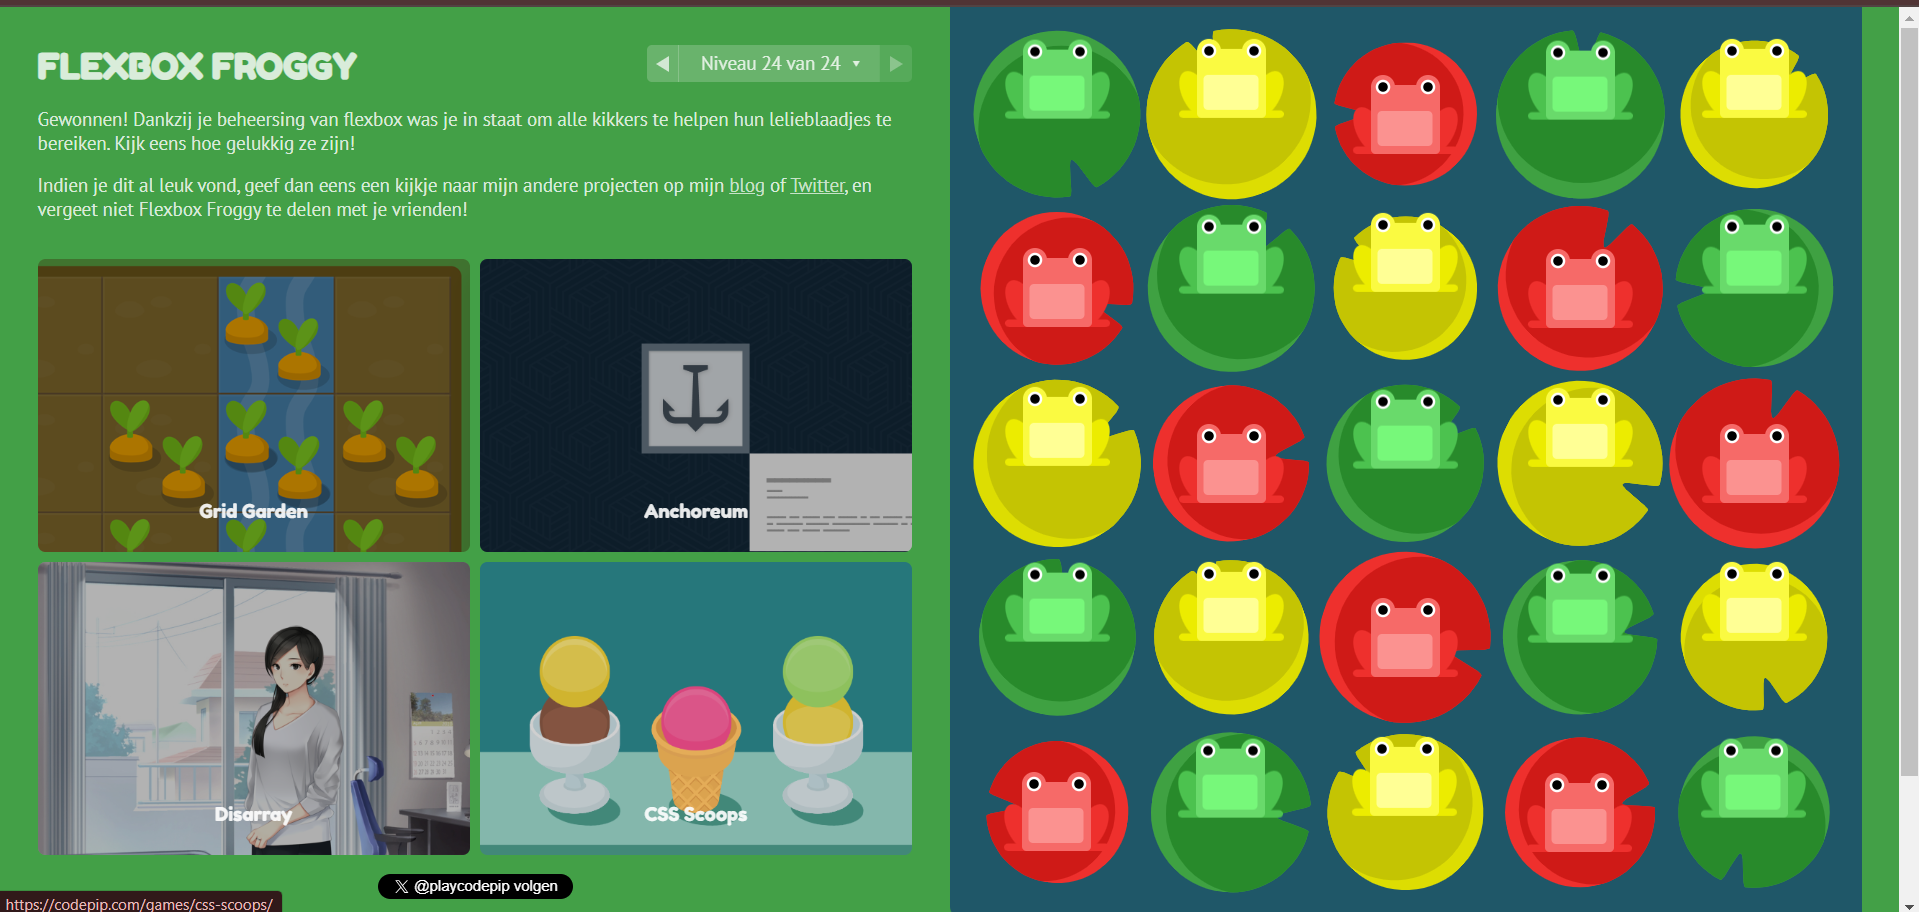 FLEXBOX FROGGY
Niveau 24 van 24
Gewonnen! Dankzij je beheersing van flexbox was je in staat om alle kikkers te helpen hun lelieblaadjes te
bereiken. Kijk eens hoe gelukkig ze zijn!
Indien je dit al leuk vond, geef dan eens een kijkje naar mijn andere projecten op mijn blog of Twitter, en
vergeet niet Flexbox Froggy te delen met je vrienden!
Grid Garden
Anchoreum
Disarray
CSS Scoops
@playcodepip volgen
https://codepip.com/games/css-scoops/